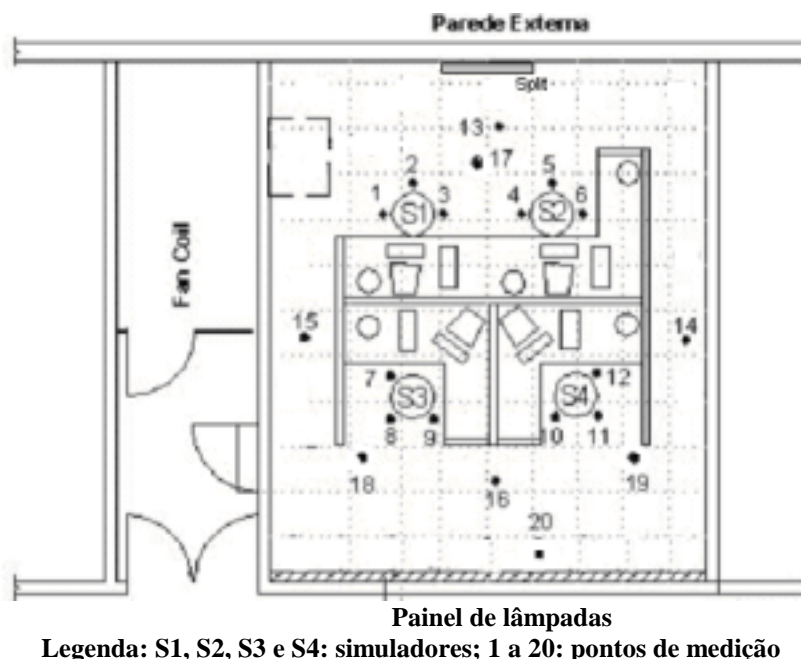 Parede Externa
Split
13
17
2
5
1
S1
3
4
S2
6
Fan Coil
15
14
7
S3
S4
12
8
9
10
11
18
16
19
20
Painel de lâmpadas
Legenda: S1, S2, S3 e S4: simuladores; 1 a 20: pontos de medição